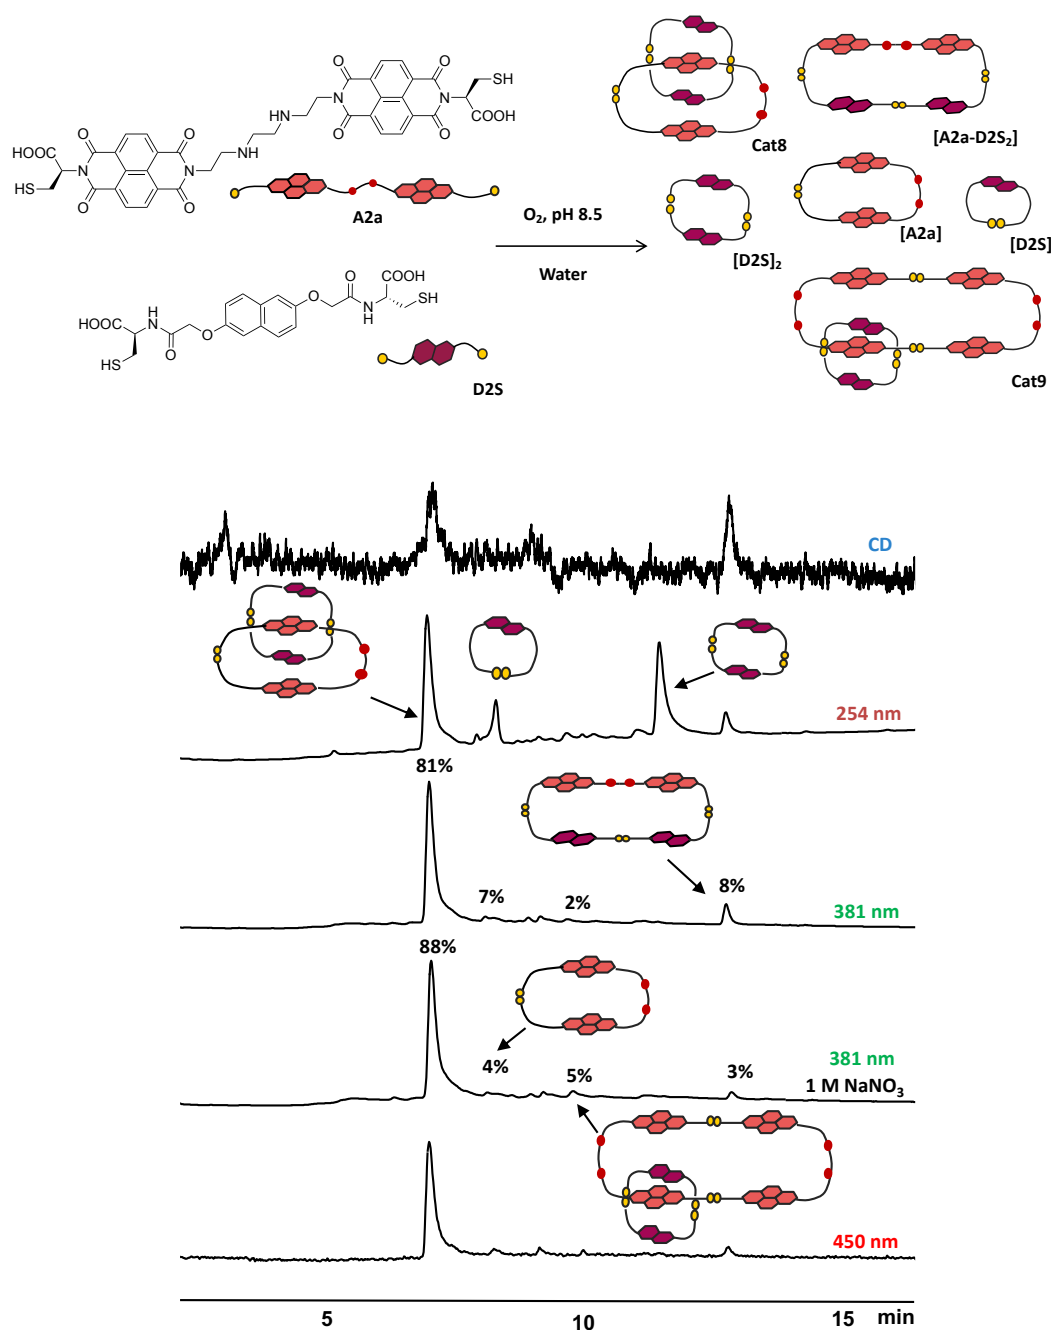 O
O
O
O
N
N
SH
COOH
HN
NH
HOOC
HS
N
N
O
O
O
O
A2a
O₂, pH 8.5
Water
COOH
O
O
N
H
SH
HOOC
H
N
O
O
HS
D2S
Cat8
[A2a-D2S₂]
[D2S]₂
[A2a]
[D2S]
Cat9
CD
254 nm
81%
7%
2%
8%
381 nm
88%
4%
5%
3%
381 nm
1 M NaNO₃
450 nm
5
10
15
min